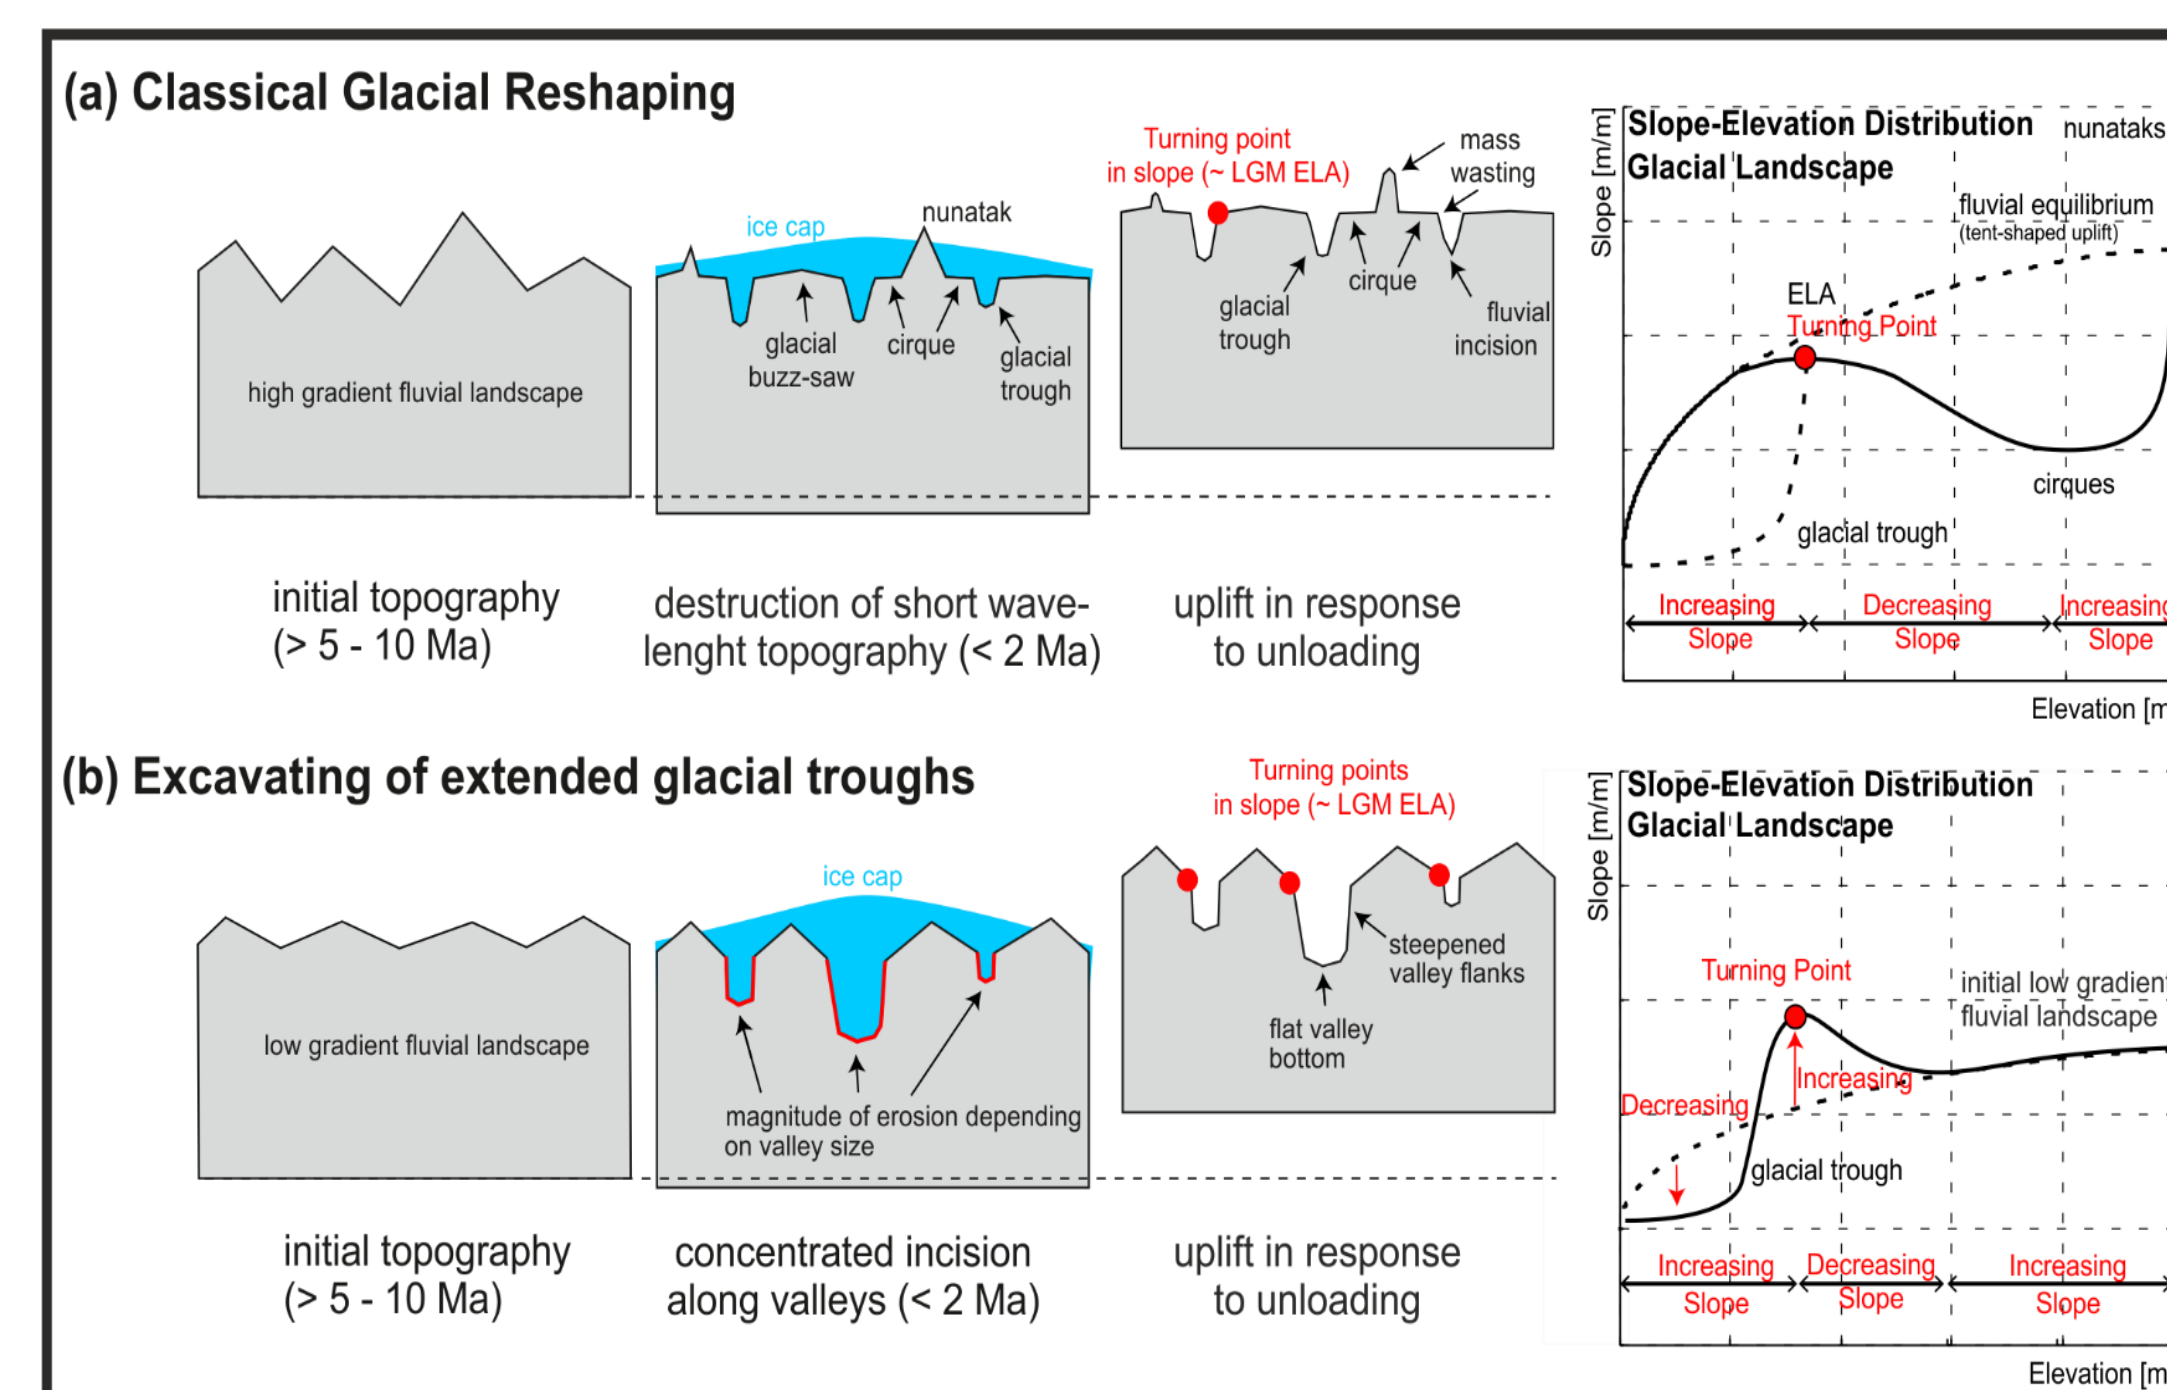 (a) Classical Glacial Reshaping
high gradient fluvial landscape
initial topography
(> 5 - 10 Ma)
ice cap
nunatak
glacial
buzz-saw
cirque
glacial
trough
destruction of short wave-
lenght topography (< 2 Ma)
Turning point
in slope (~ LGM ELA)
mass
wasting
glacial
trough
cirque
fluvial
incision
uplift in response
to unloading
Slope [m/m]
Slope-Elevation Distribution
Glacial Landscape
nunataks
fluvial equilibrium
(tent-shaped uplift)
ELA
Turning Point
cirques
glacial trough
Increasing
Slope
Decreasing
Slope
Increasing
Slope
Elevation [m
(b) Excavating of extended glacial troughs
low gradient fluvial landscape
initial topography
(> 5 - 10 Ma)
ice cap
magnitude of erosion depending
on valley size
concentrated incision
along valleys (< 2 Ma)
Turning points
in slope (~ LGM ELA)
steepened
valley flanks
flat valley
bottom
uplift in response
to unloading
Slope [m/m]
Slope-Elevation Distribution
Glacial Landscape
Turning Point
initial low gradient
fluvial landscape
Increasing
Decreasing
glacial trough
Increasing
Slope
Decreasing
Slope
Increasing
Slope
Elevation [m